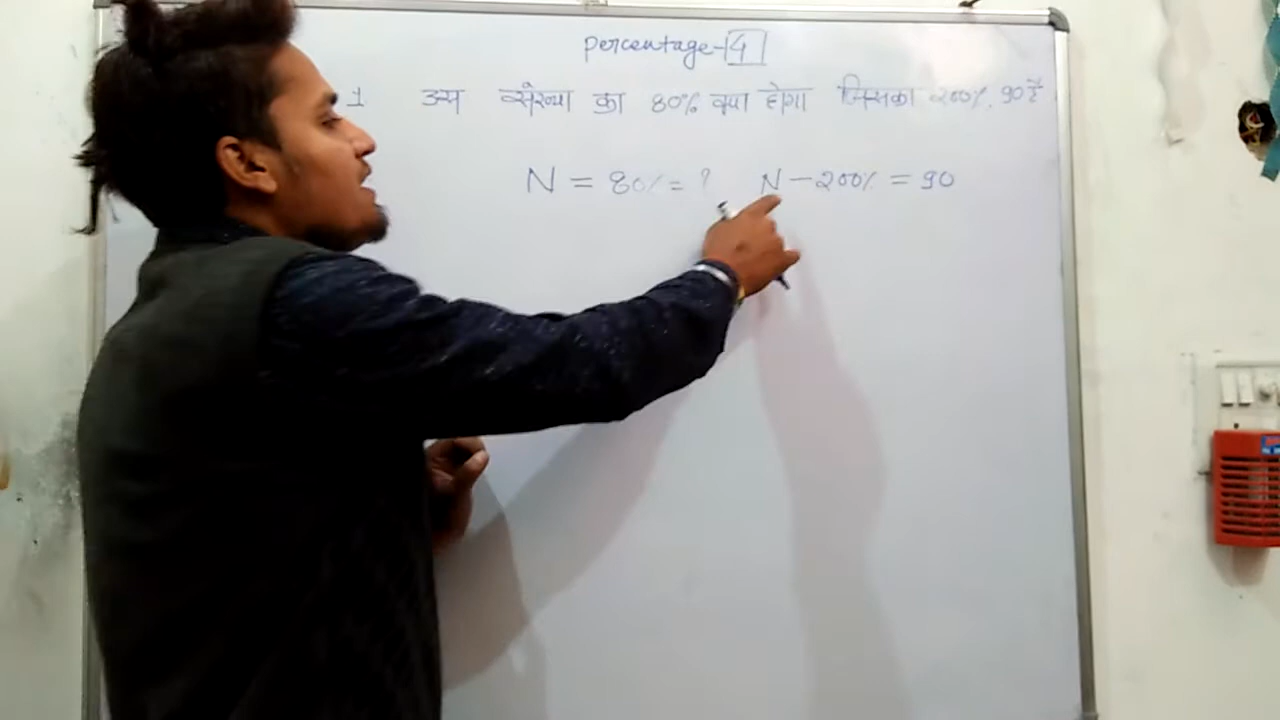 Percentage-4
1 उस संख्या का 80% क्या होगा जिसका 200%. 90 है
N = 80% = ? N - 200% = 90